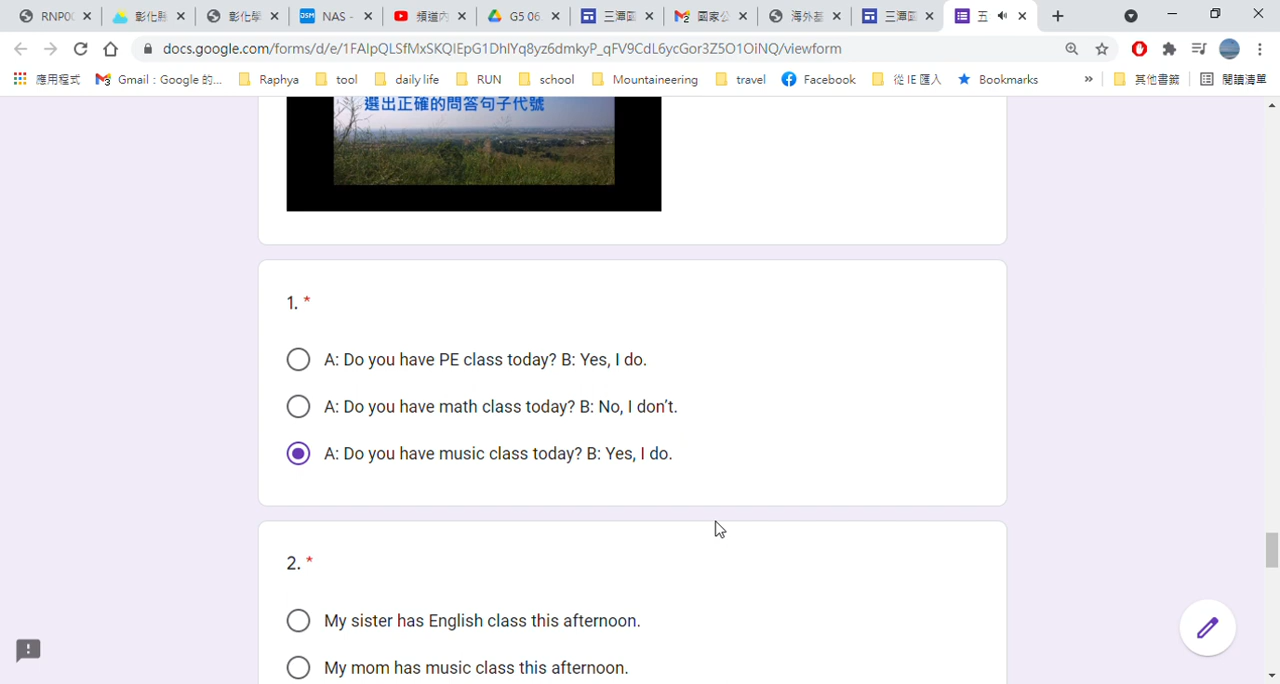 RNP0
彰化縣
彰化學
NAS -
頻道內
G5 06
三潭國
國家公
海外基
三潭國
五
docs.google.com/forms/d/e/1FAIpQLSfMxSKQIEpG1DhlYq8yz6dmkyP_qFV9CdL6ycGor3Z5O1OiNQ/viewform
應用程式
Gmail：Google 的...
Raphya
tool
daily life
RUN
school
Mountaineering
travel
Facebook
從 IE 匯入
Bookmarks
»
其他書籤
閱讀清單
選出正確的問答句子代號
1. *
A: Do you have PE class today? B: Yes, I do.
A: Do you have math class today? B: No, I don't.
A: Do you have music class today? B: Yes, I do.
2. *
My sister has English class this afternoon.
My mom has music class this afternoon.